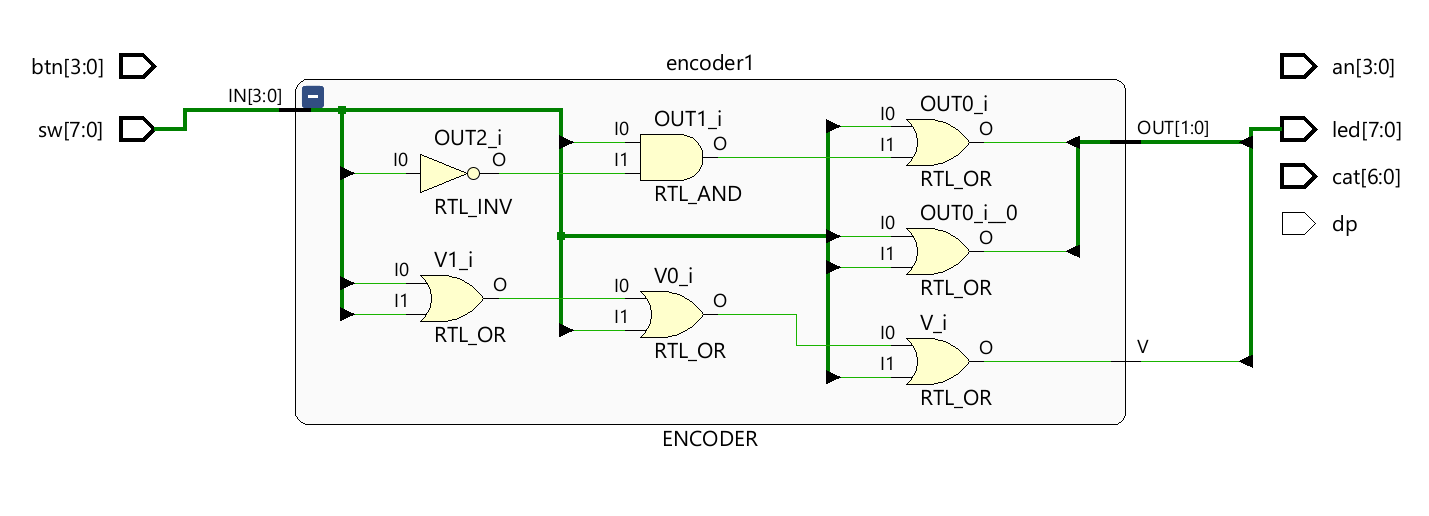 encoder1
btn[3:0]
sw[7:0]
IN[3:0]
OUT2_i
I0
O
RTL_INV
V1_i
I0
I1
O
RTL_OR
OUT1_i
I0
I1
O
RTL_AND
V0_i
I0
I1
O
RTL_OR
OUT0_i
I0
I1
O
RTL_OR
OUT0_i__0
I0
I1
O
RTL_OR
V_i
I0
I1
O
RTL_OR
OUT[1:0]
V
an[3:0]
led[7:0]
cat[6:0]
dp
ENCODER